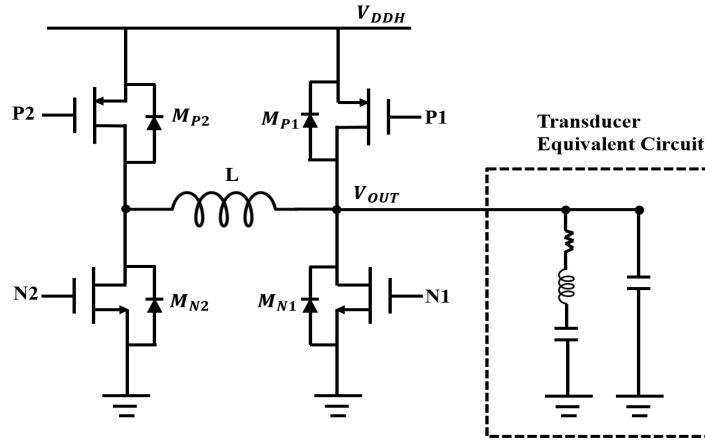 V_DDH
P2
M_P2
M_P1
P1
Transducer
Equivalent Circuit
L
V_OUT
N2
M_N2
M_N1
N1